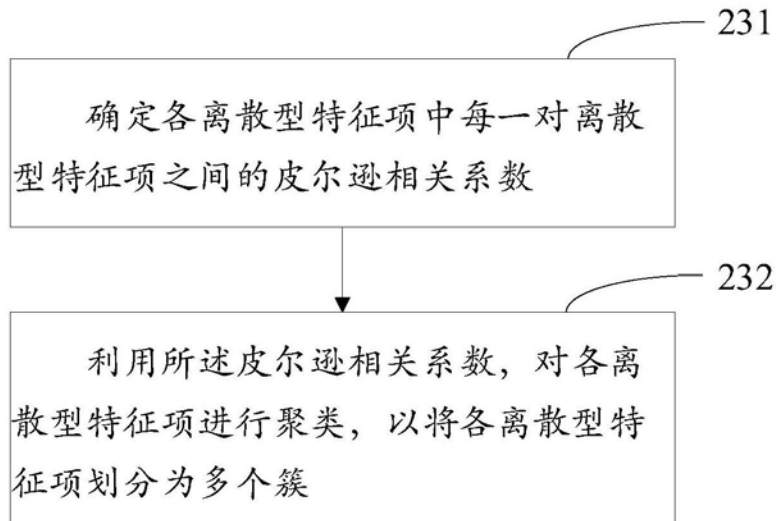 231
确定各离散型特征项中每一对离散
型特征项之间的皮尔逊相关系数
232
利用所述皮尔逊相关系数，对各离
散型特征项进行聚类，以将各离散型特
征项划分为多个簇